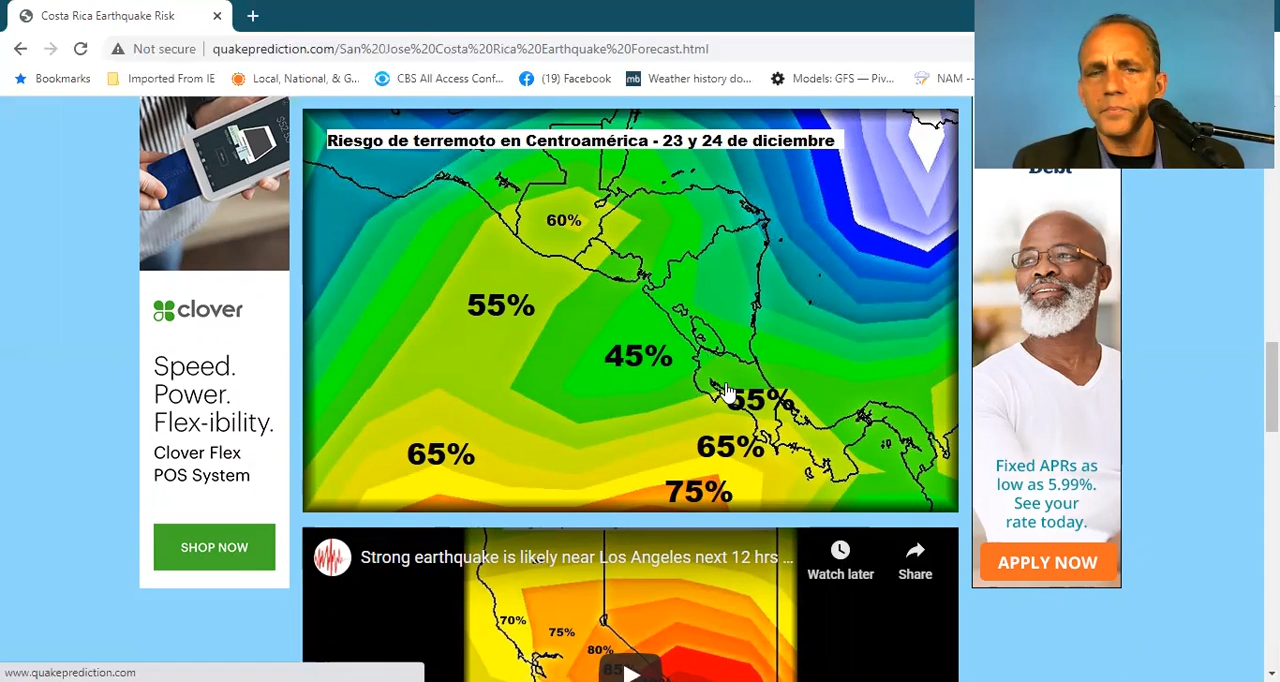 Costa Rica Earthquake Risk
Not secure
quakeprediction.com/San%20Jose%20Costa%20Rica%20Earthquake%20Forecast.html
Bookmarks
Imported From IE
Local, National, & G...
CBS All Access Conf...
(19) Facebook
mb
Weather history do...
Models: GFS — Piv...
NAM --
Riesgo de terremoto en Centroamérica - 23 y 24 de diciembre
60%
55%
45%
55%
65%
65%
75%
clover
Speed.
Power.
Flex-ibility.
Clover Flex
POS System
SHOP NOW
Debt
Fixed APRs as
low as 5.99%.
See your
rate today.
APPLY NOW
Strong earthquake is likely near Los Angeles next 12 hrs ...
Watch later
Share
70%
75%
80%
85%
www.quakeprediction.com